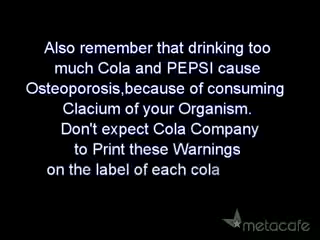 Also remember that drinking too
much Cola and PEPSI cause
Osteoporosis,because of consuming
Clacium of your Organism.
Don't expect Cola Company
to Print these Warnings
on the label of each cola
metacafe